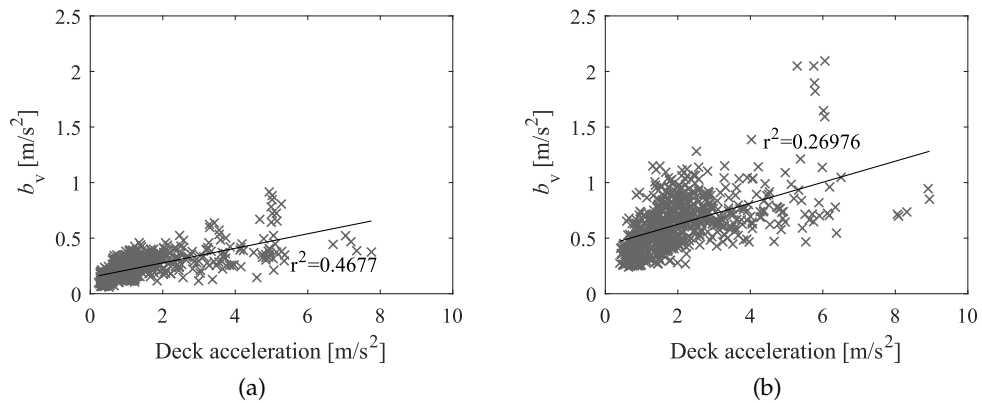 2.5
2
1.5
1
0.5
0
b_v [m/s^2]
r^2=0.4677
0 2 4 6 8 10
Deck acceleration [m/s^2]
(a)
2.5
2
1.5
1
0.5
0
b_v [m/s^2]
r^2=0.26976
0 2 4 6 8 10
Deck acceleration [m/s^2]
(b)